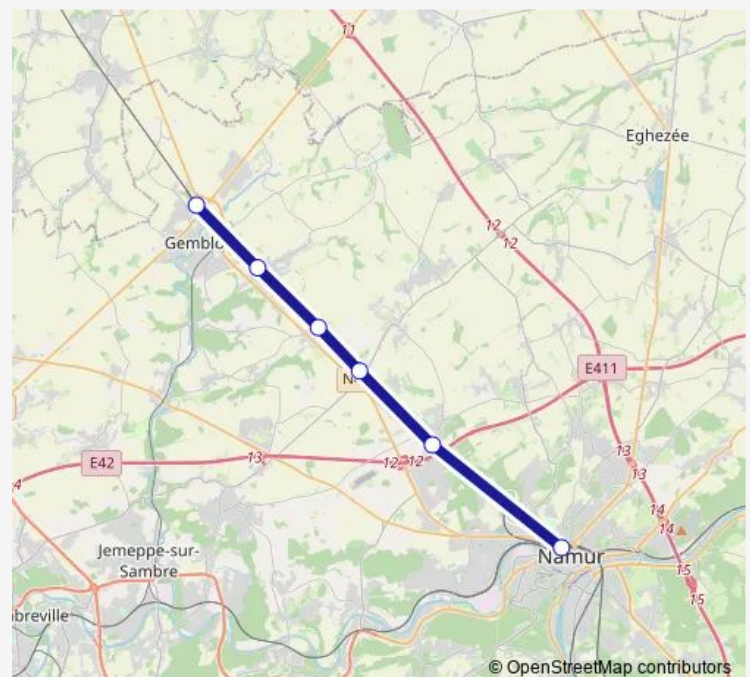 11
Eghezée
12
12
Gemblo
N-
E411
E42
13
12
12
4
13
13
14
14
Jemeppe-sur-
Sambre
Namur
15
15
breville
© OpenStreetMap contributors